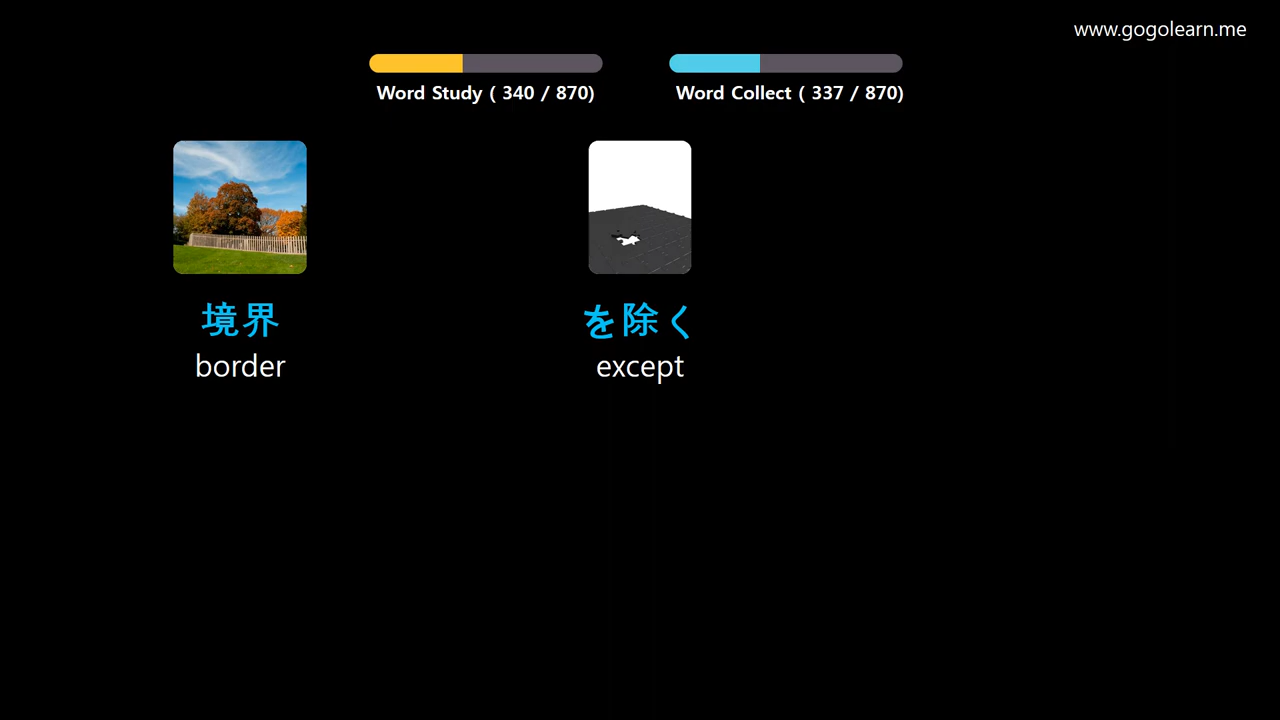 www.gogolearn.me
Word Study ( 340 / 870)
Word Collect ( 337 / 870)
境界
border
を除く
except